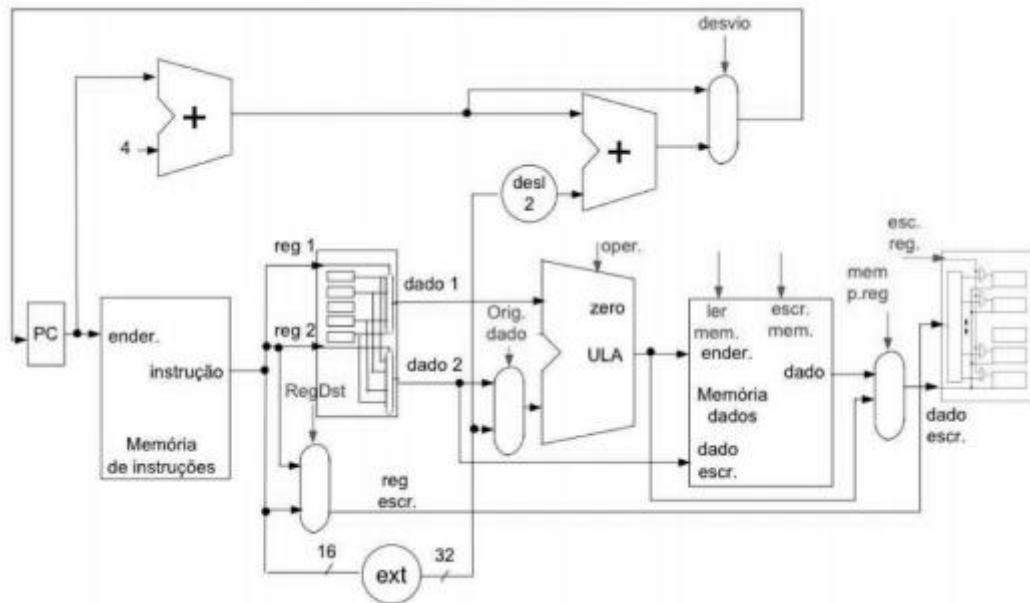 desvio
+
+
4
desl
2
reg 1
oper.
esc.
reg.
mem
p.reg
dado 1
Orig.
dado
zero
ler
mem.
escr.
mem.
PC
ender.
reg 2
ULA
ender.
instrução
dado 2
dado
RegDst
Memória
dados
dado
escr.
Memória
de instruções
dado
escr.
reg
escr.
16
ext
32